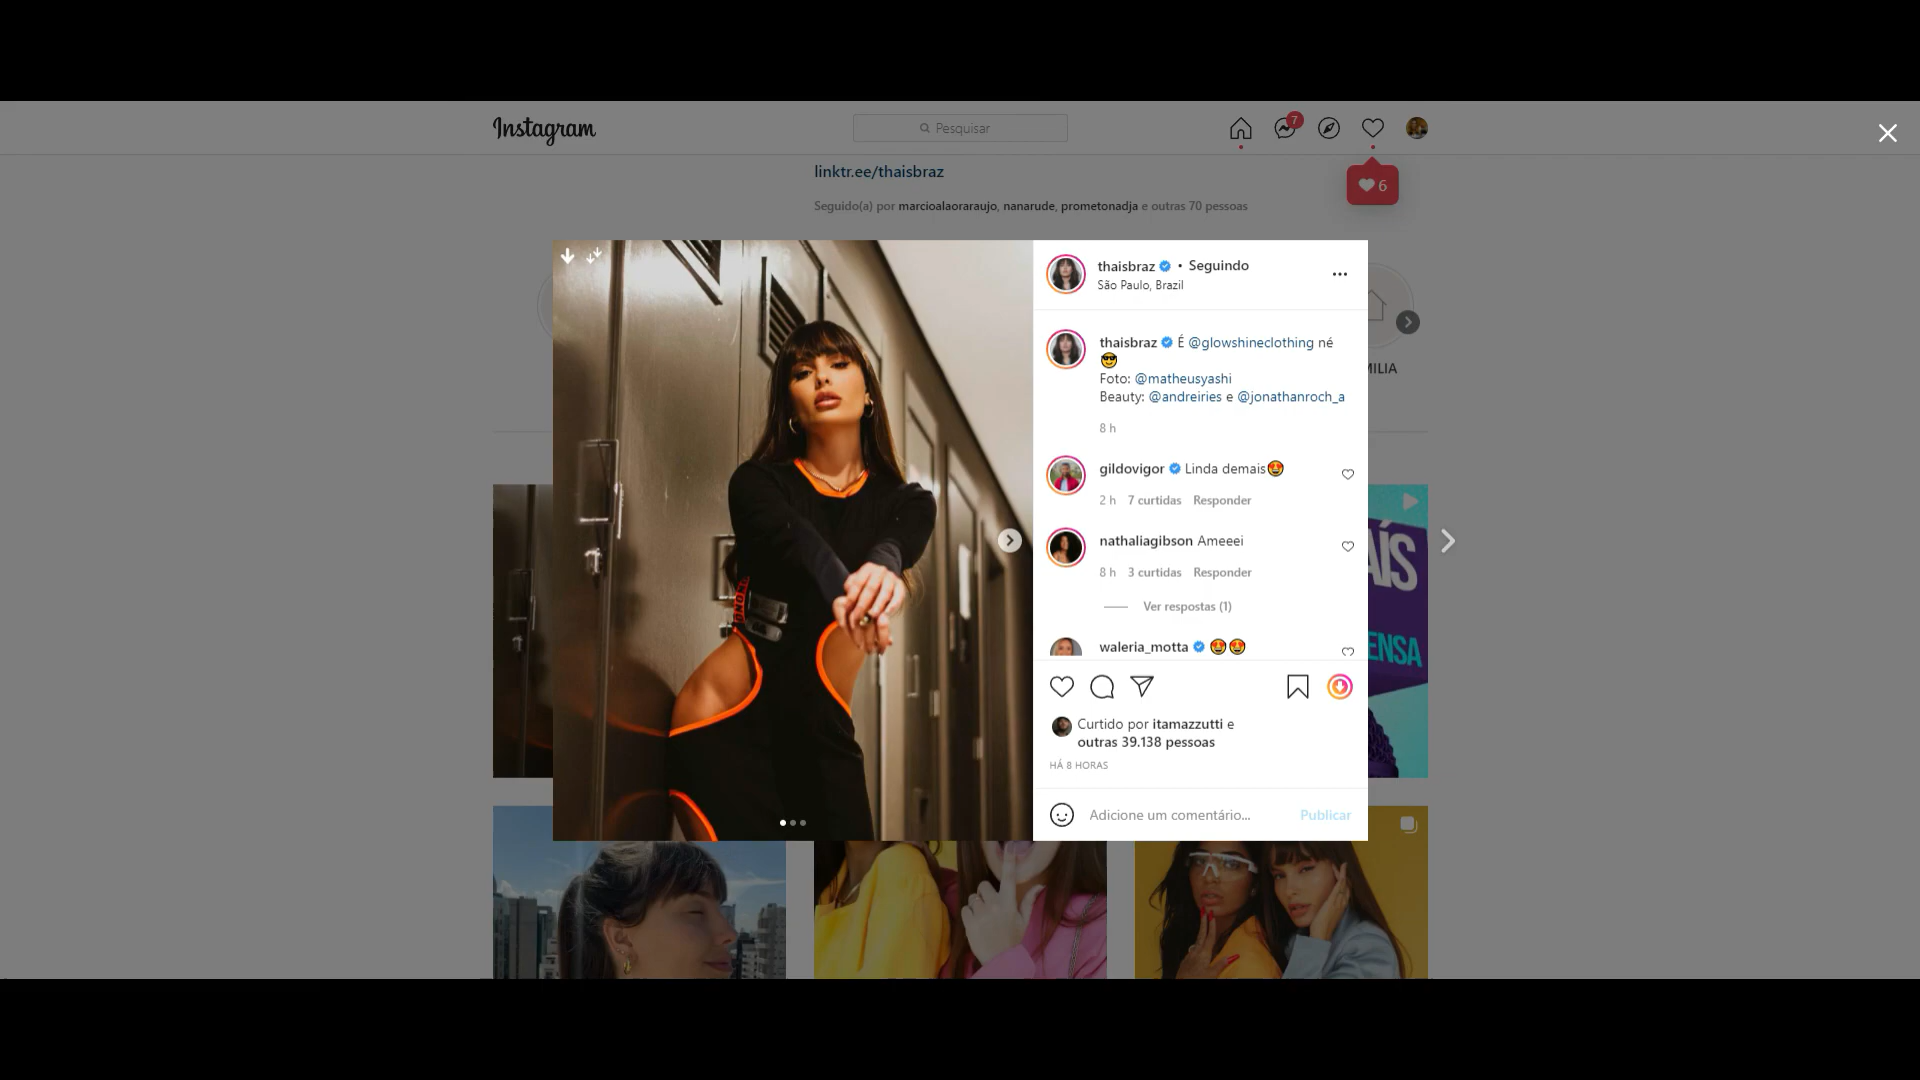 Instagram
Pesquisar
7
linktr.ee/thaisbraz
6
Seguido(a) por marcioalaoraraujo, nanarude, prometonadja e outras 70 pessoas
thaisbraz • Seguindo
São Paulo, Brazil
thaisbraz É @glowshineclothing né
😎
MILIA
Foto: @matheusyashi
Beauty: @andreiries e @jonathanroch_a
8 h
gildovigor Linda demais😍
2 h 7 curtidas Responder
nathaliagibson Ameeei
8 h 3 curtidas Responder
Ver respostas (1)
waleria_motta 😍😍
AÍS
ENSA
Curtido por itamazzutti e
outras 39.138 pessoas
HÁ 8 HORAS
Adicione um comentário... Publicar